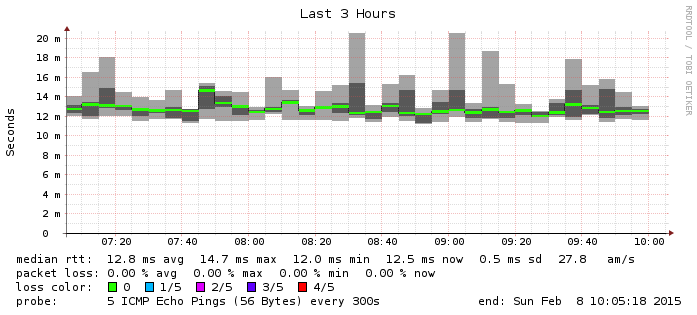 Last 3 Hours
RRDTOOL / TOBI OETIKER
Seconds
20 m
18 m
16 m
14 m
12 m
10 m
8 m
6 m
4 m
2 m
0
07:20 07:40 08:00 08:20 08:40 09:00 09:20 09:40 10:00
median rtt: 12.8 ms avg 14.7 ms max 12.0 ms min 12.5 ms now 0.5 ms sd 27.8 am/s
packet loss: 0.00 % avg 0.00 % max 0.00 % min 0.00 % now
loss color: 0 1/5 2/5 3/5 4/5
probe: 5 ICMP Echo Pings (56 Bytes) every 300s end: Sun Feb 8 10:05:18 2015